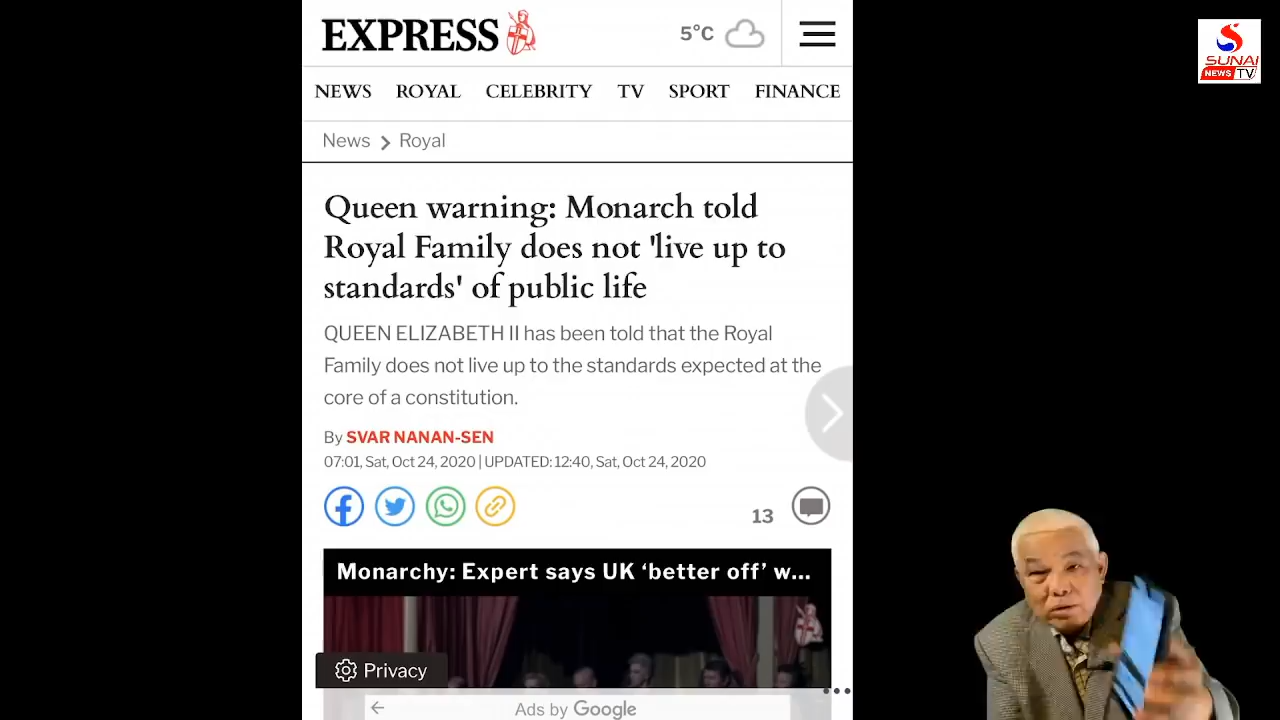 EXPRESS
5°C
SUNAI
NEWS TV
NEWS ROYAL CELEBRITY TV SPORT FINANCE
News Royal
Queen warning: Monarch told
Royal Family does not 'live up to
standards' of public life
QUEEN ELIZABETH II has been told that the Royal
Family does not live up to the standards expected at the
core of a constitution.
By SVAR NANAN-SEN
07:01, Sat, Oct 24, 2020 | UPDATED: 12:40, Sat, Oct 24, 2020
13
Monarchy: Expert says UK ‘better off’ w...
Privacy
Ads by Google